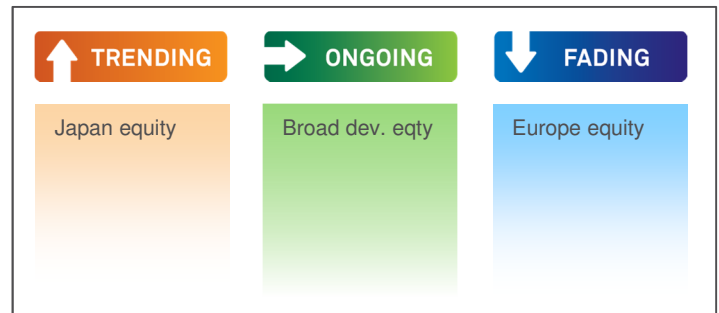 TRENDING
ONGOING
FADING
Japan equity
Broad dev. eqty
Europe equity